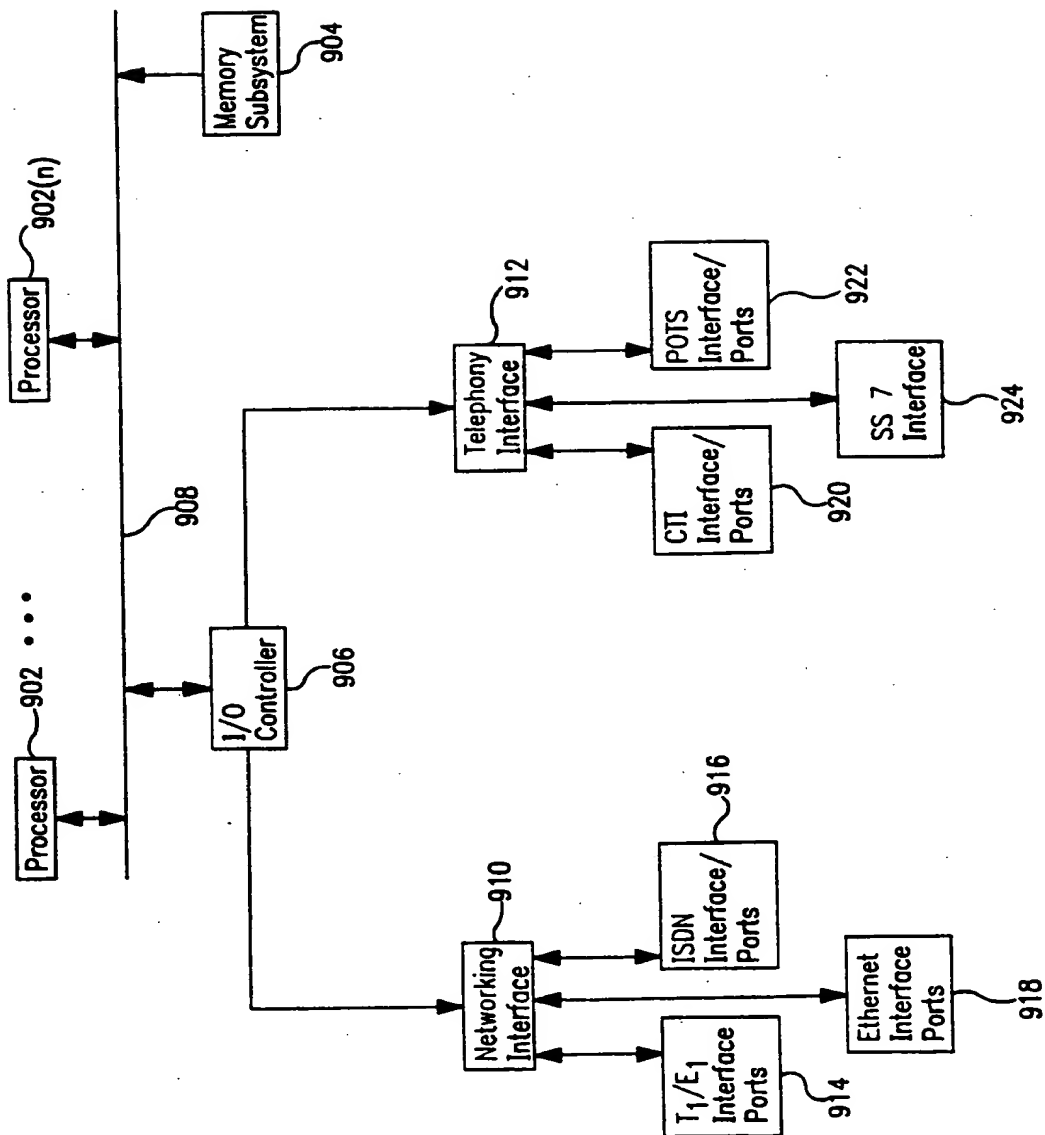 Processor
902
• • •
Processor
902(n)
908
Memory
Subsystem
904
I/O
Controller
906
Networking
Interface
910
Telephony
Interface
912
T1/E1
Interface
Ports
914
ISDN
Interface/
Ports
916
Ethernet
Interface
Ports
918
CTI
Interface/
Ports
920
POTS
Interface/
Ports
922
SS 7
Interface
924